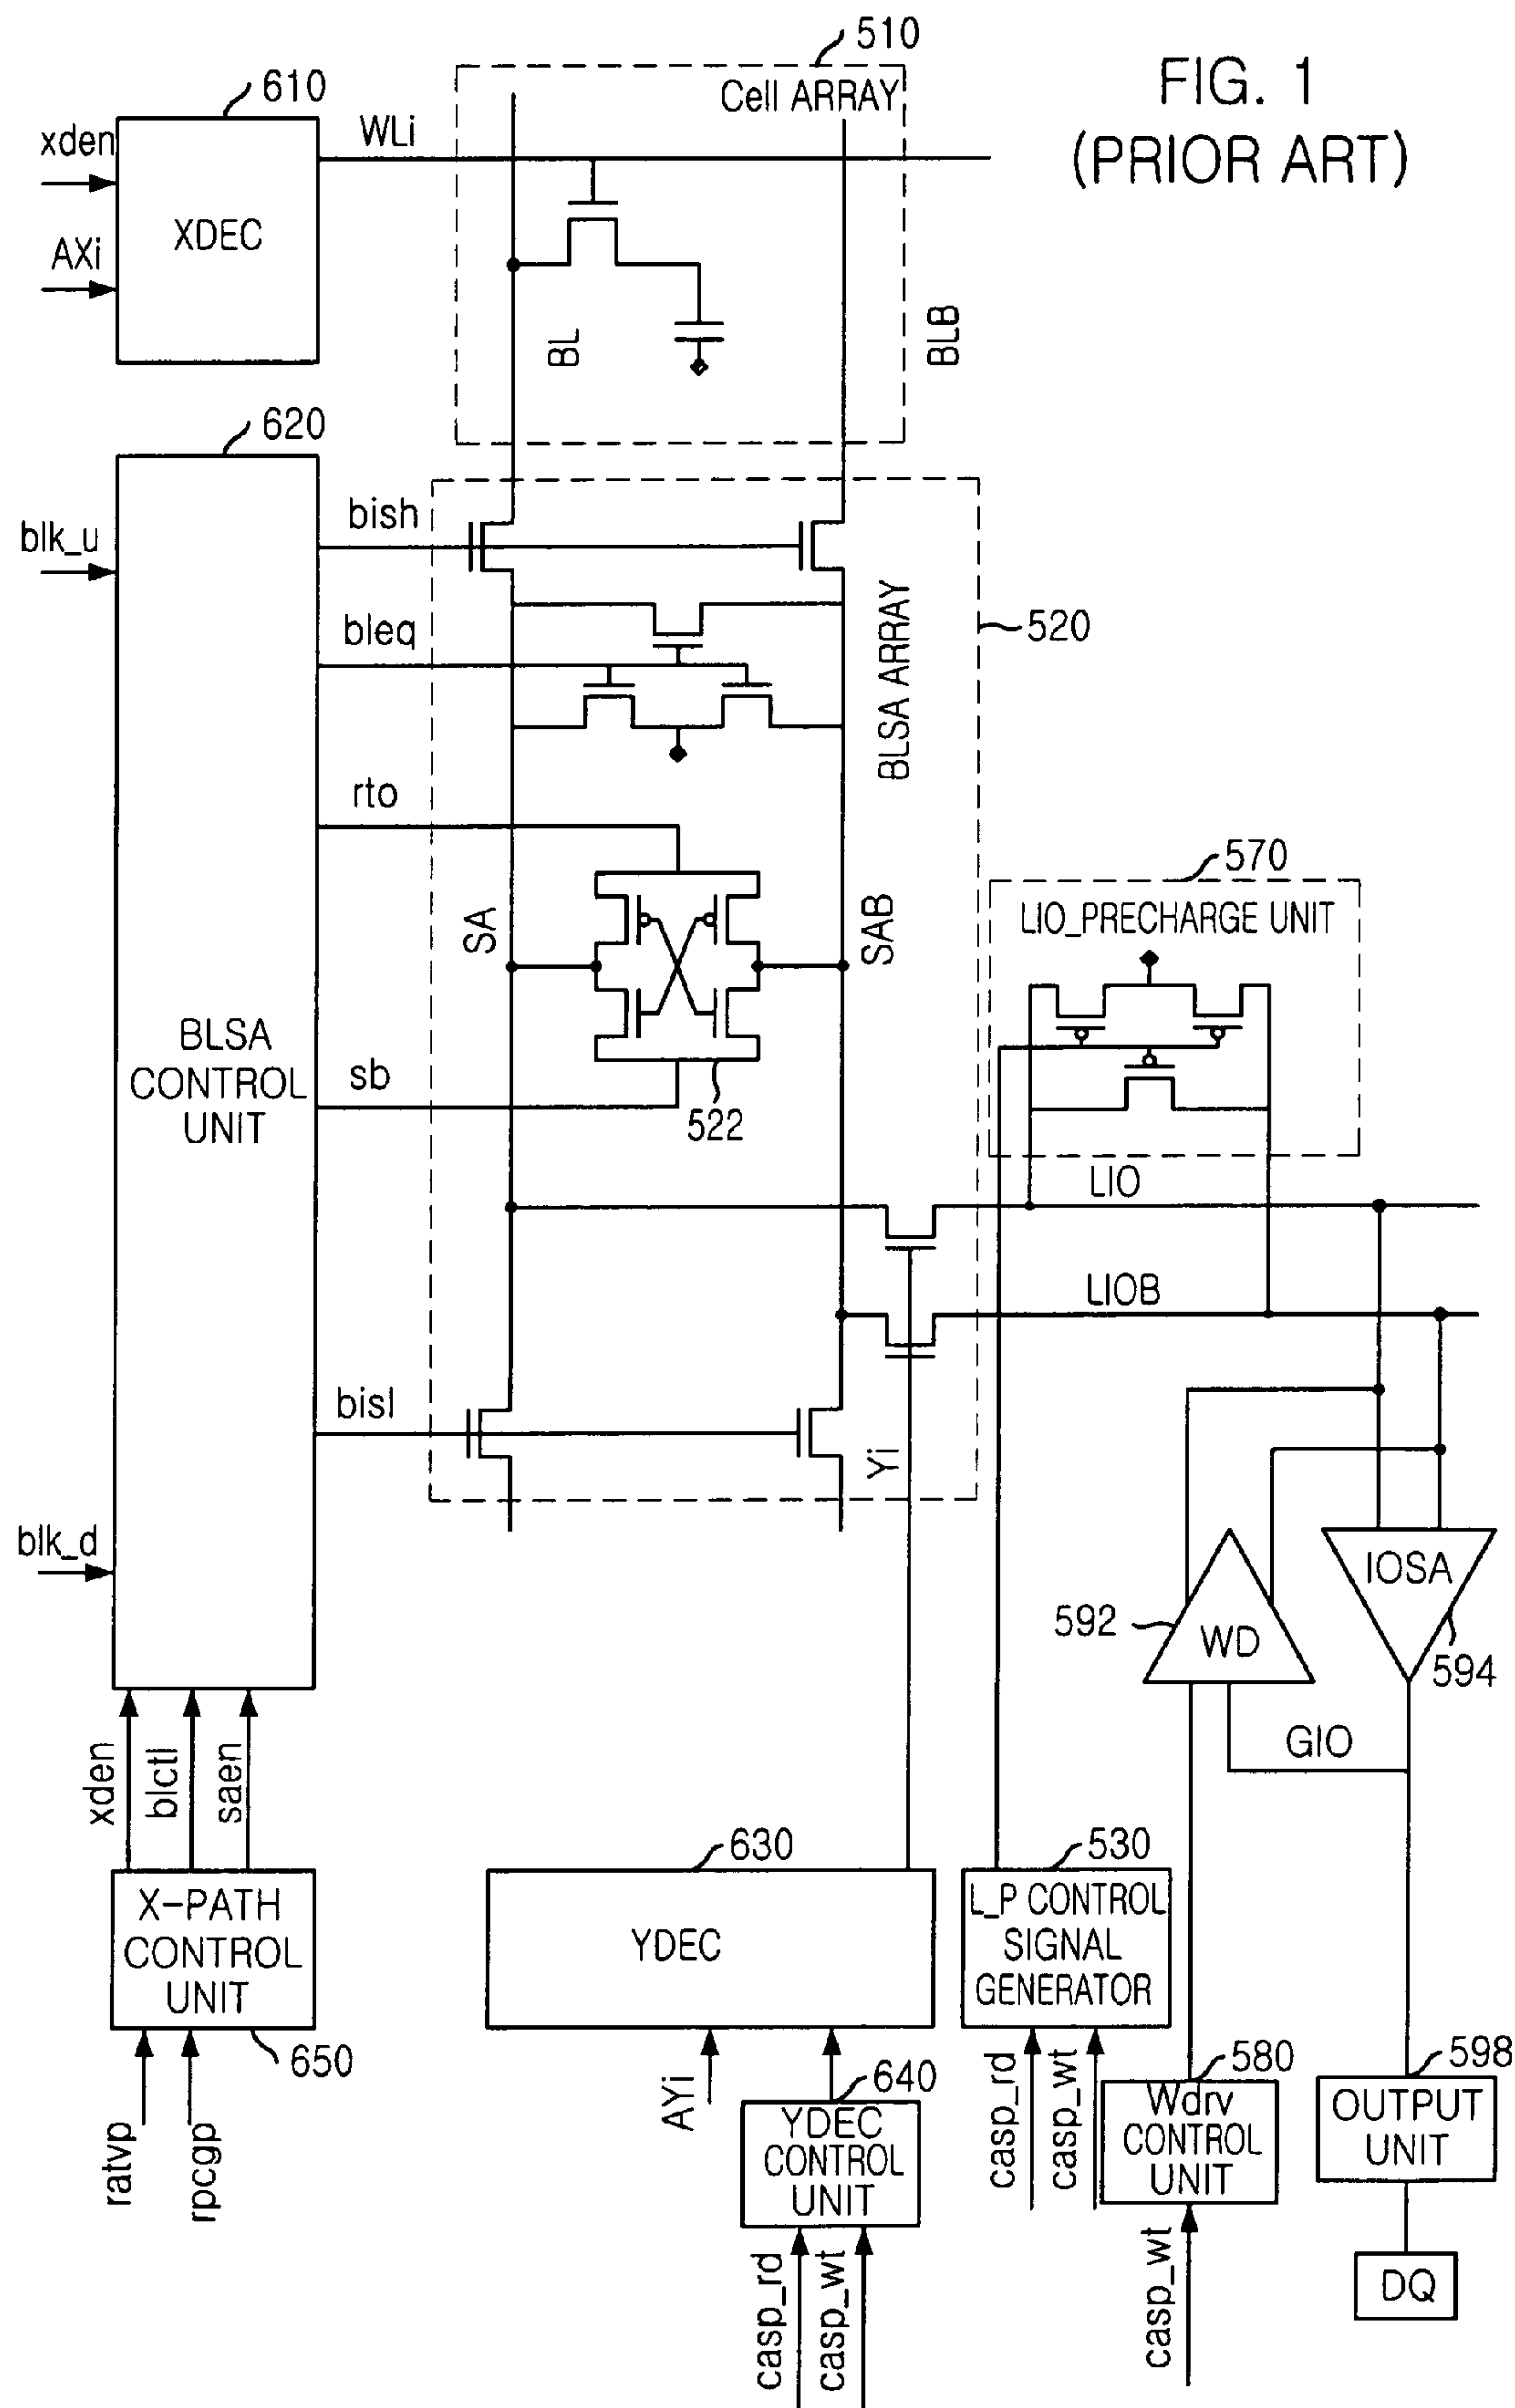 FIG. 1
(PRIOR ART)
510
Cell ARRAY
610
xden
AXi
XDEC
WLi
BL
BLB
620
blk_u
bish
bleq
rto
sb
bisl
blk_d
BLSA
CONTROL
UNIT
BLSA ARRAY
520
SA
SAB
522
570
LIO_PRECHARGE UNIT
LIO
LIOB
Yi
592
WD
IOSA
594
GIO
xden
blctl
saen
X-PATH
CONTROL
UNIT
650
ratvp
rpcgp
630
YDEC
AYi
640
YDEC
CONTROL
UNIT
casp_rd
casp_wt
530
L_P CONTROL
SIGNAL
GENERATOR
casp_rd
casp_wt
580
Wdrv
CONTROL
UNIT
casp_wt
598
OUTPUT
UNIT
DQ